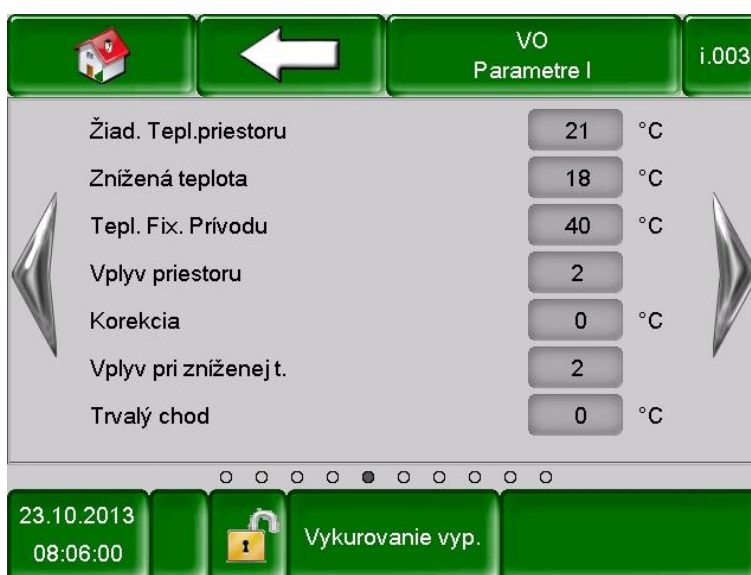 VO
Parametre I
i.003
Žiad. Tepl.priestoru 21 °C
Znížená teplota 18 °C
Tepl. Fix. Prívodu 40 °C
Vplyv priestoru 2
Korekcia 0 °C
Vplyv pri zníženej t. 2
Trvalý chod 0 °C
23.10.2013
08:06:00
1
Vykurovanie vyp.